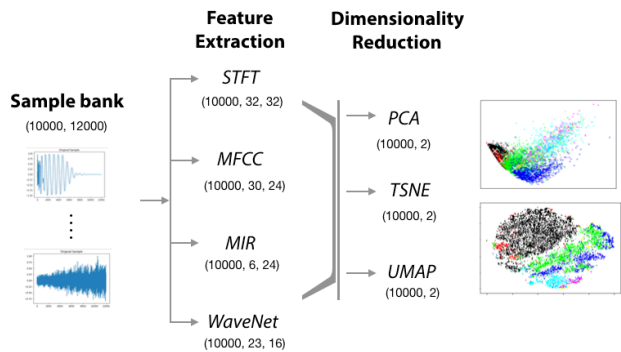 Feature
Extraction
Dimensionality
Reduction
Sample bank
(10000, 12000)
STFT
(10000, 32, 32)
MFCC
(10000, 30, 24)
MIR
(10000, 6, 24)
WaveNet
(10000, 23, 16)
PCA
(10000, 2)
TSNE
(10000, 2)
UMAP
(10000, 2)